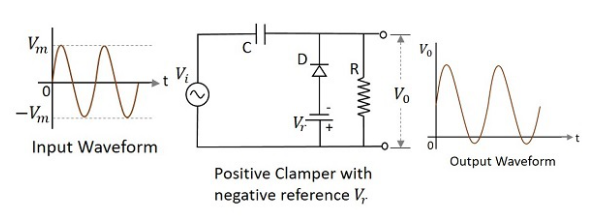 Vm
0
−Vm
t
Input Waveform
Vi
C
D
R
Vr
-
+
V0
Positive Clamper with
negative reference Vr
V0
0
t
Output Waveform